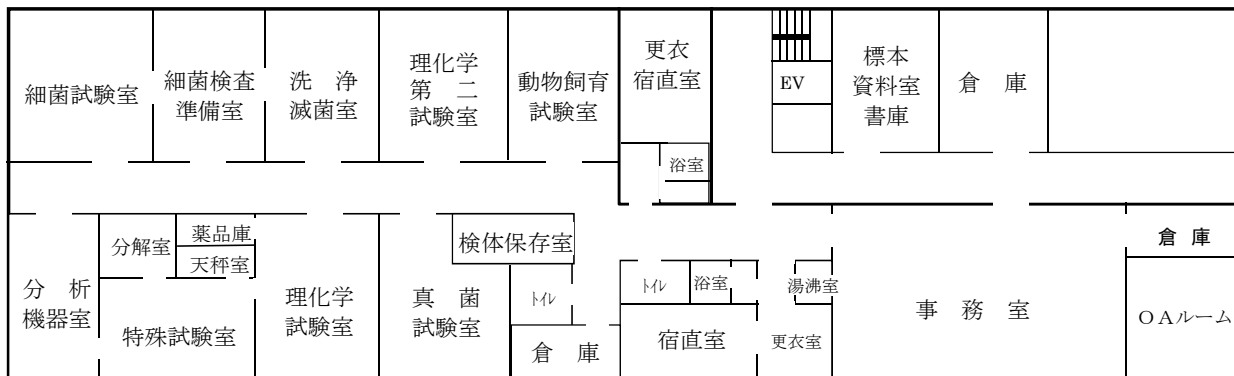 細菌試験室
細菌検査
準備室
洗 浄
滅菌室
理化学
第 二
試験室
動物飼育
試験室
更衣
宿直室
浴室
EV
標本
資料室
書庫
倉 庫
分 析
機器室
分解室
薬品庫
天秤室
特殊試験室
理化学
試験室
真 菌
試験室
検体保存室
トイレ
倉 庫
トイレ
浴室
宿直室
湯沸室
更衣室
事 務 室
倉 庫
OAルーム